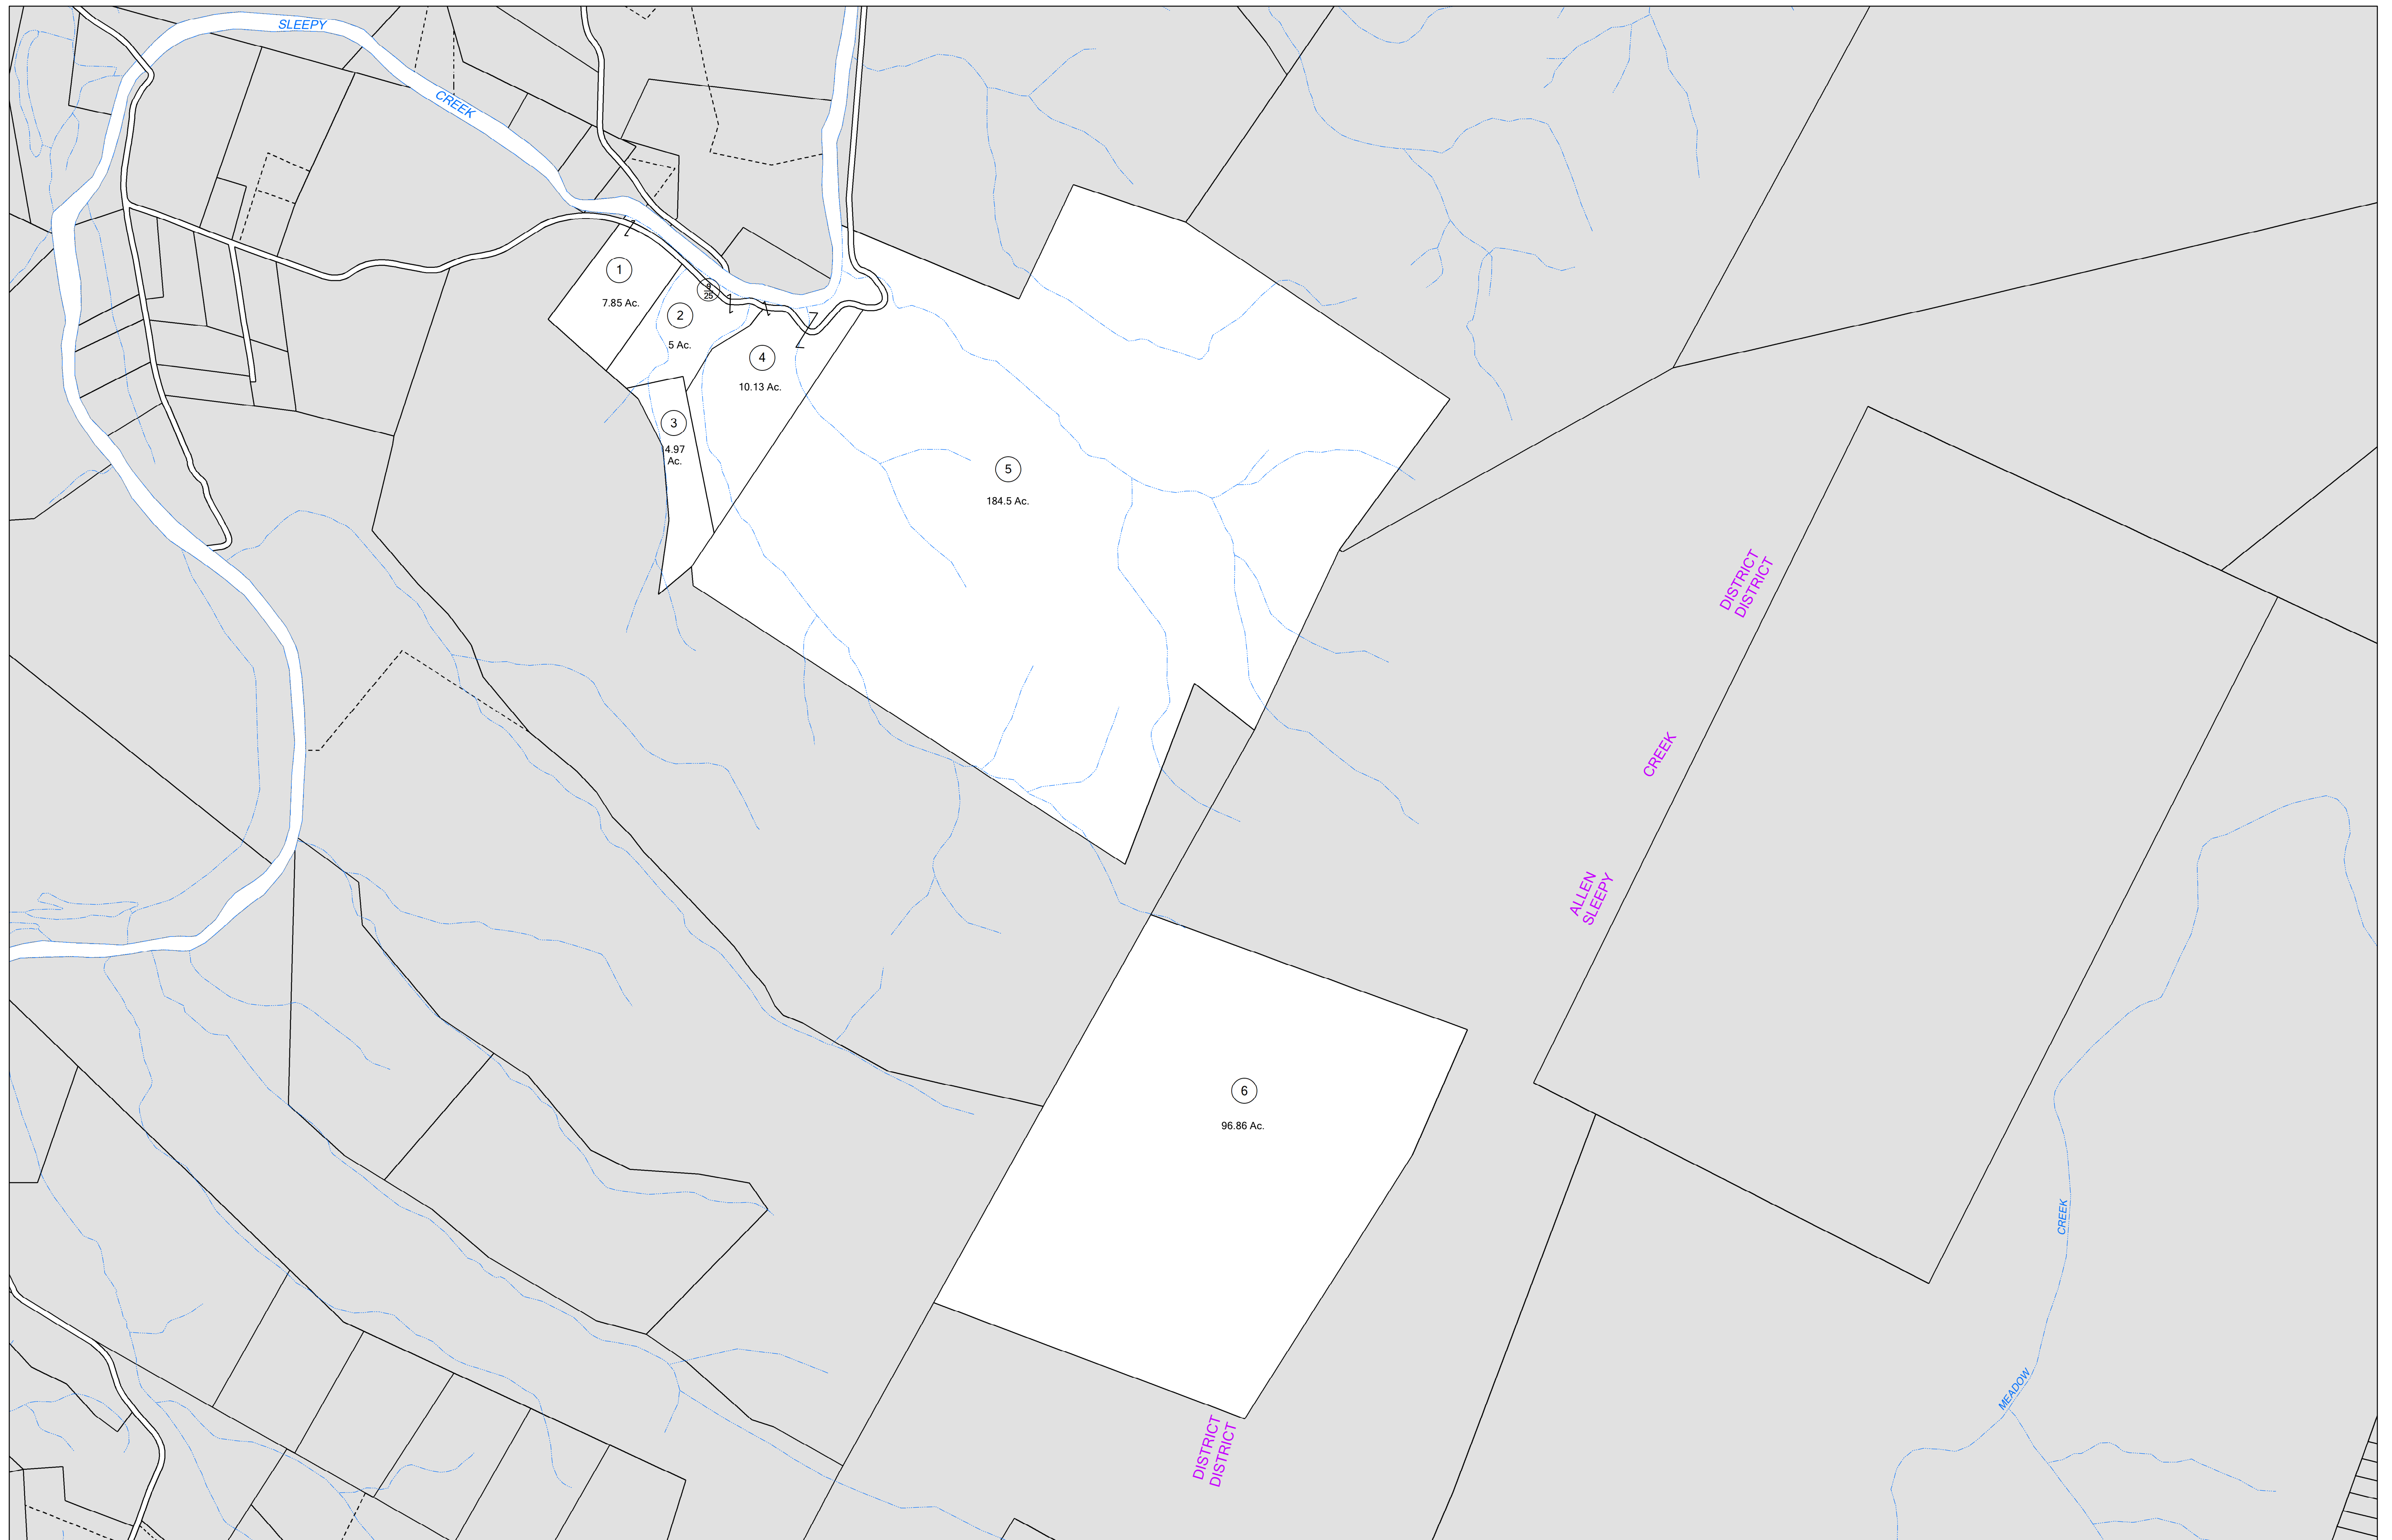 SLEEPY
CREEK
1
7.85 Ac.
2
5 Ac.
25
4
10.13 Ac.
3
4.97
Ac.
5
184.5 Ac.
DISTRICT
DISTRICT
CREEK
ALLEN
SLEEPY
6
96.86 Ac.
CREEK
MEADOW
DISTRICT
DISTRICT